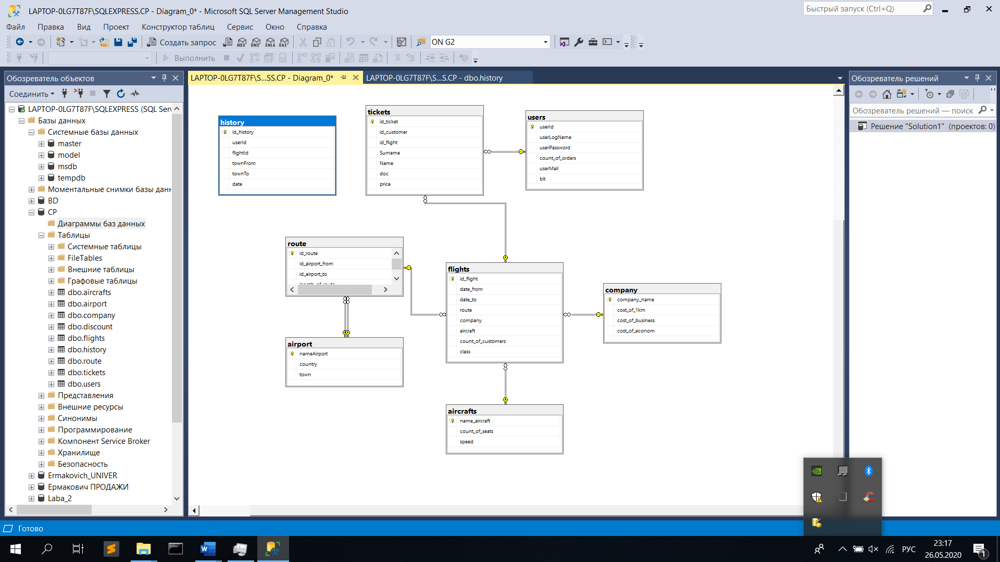 LAPTOP-0LG7T87F\SQLEXPRESS.CP - Diagram_0* - Microsoft SQL Server Management Studio
Быстрый запуск (Ctrl+Q)
Файл Правка Вид Проект Конструктор таблиц Сервис Окно Справка
Создать запрос MDX DMX XMLA DAX ON G2
Выполнить
Обозреватель объектов
Соединить
LAPTOP-0LG7T87F\SQLEXPRESS (SQL Ser
Базы данных
Системные базы данных
master
model
msdb
tempdb
Моментальные снимки базы данн
BD
CP
Диаграммы баз данных
Таблицы
Системные таблицы
FileTables
Внешние таблицы
Графовые таблицы
dbo.aircrafts
dbo.airport
dbo.company
dbo.discount
dbo.flights
dbo.history
dbo.route
dbo.tickets
dbo.users
Представления
Внешние ресурсы
Синонимы
Программирование
Компонент Service Broker
Хранилище
Безопасность
Ermakovich_UNIVER
Ермакович ПРОДАЖИ
Laba_2
LAPTOP-0LG7T87F\S...SS.CP - Diagram_0*
LAPTOP-0LG7T87F\S...S.CP - dbo.history
history
id_history
userId
flightId
townFrom
townTo
date
tickets
id_ticket
id_customer
id_flight
Surname
Name
doc
price
users
userId
userLogName
userPassword
count_of_orders
userMail
bit
route
id_route
id_airport_from
id_airport_to
length_of_route
airport
nameAirport
country
town
flights
id_flight
date_from
date_to
route
company
aircraft
count_of_customers
class
company
company_name
cost_of_1km
cost_of_business
cost_of_econom
aircrafts
name_aircraft
count_of_seats
speed
Обозреватель решений
Обозреватель решений — поиск
Решение "Solution1" (проектов: 0)
Готово
РУС
23:17
26.05.2020
1